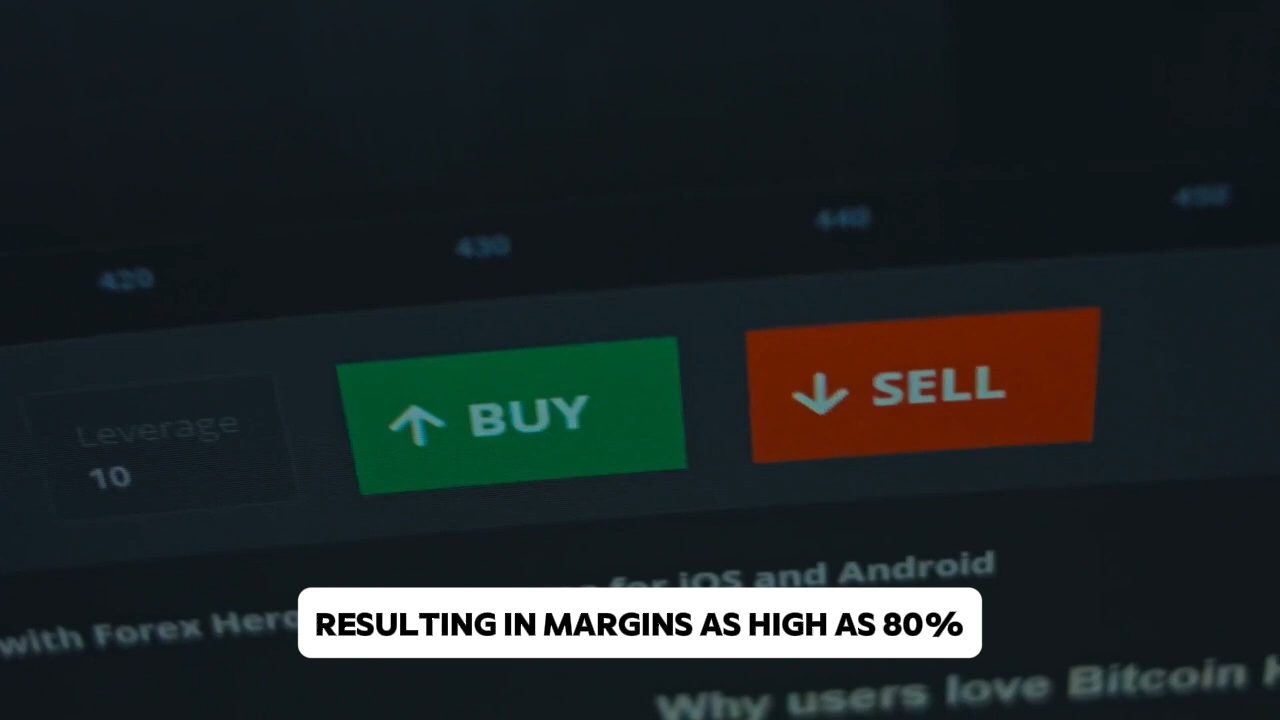 420 430 440 450
Leverage
10
BUY
SELL
for iOS and Android
with Forex Hero
RESULTING IN MARGINS AS HIGH AS 80%
Why users love Bitcoin